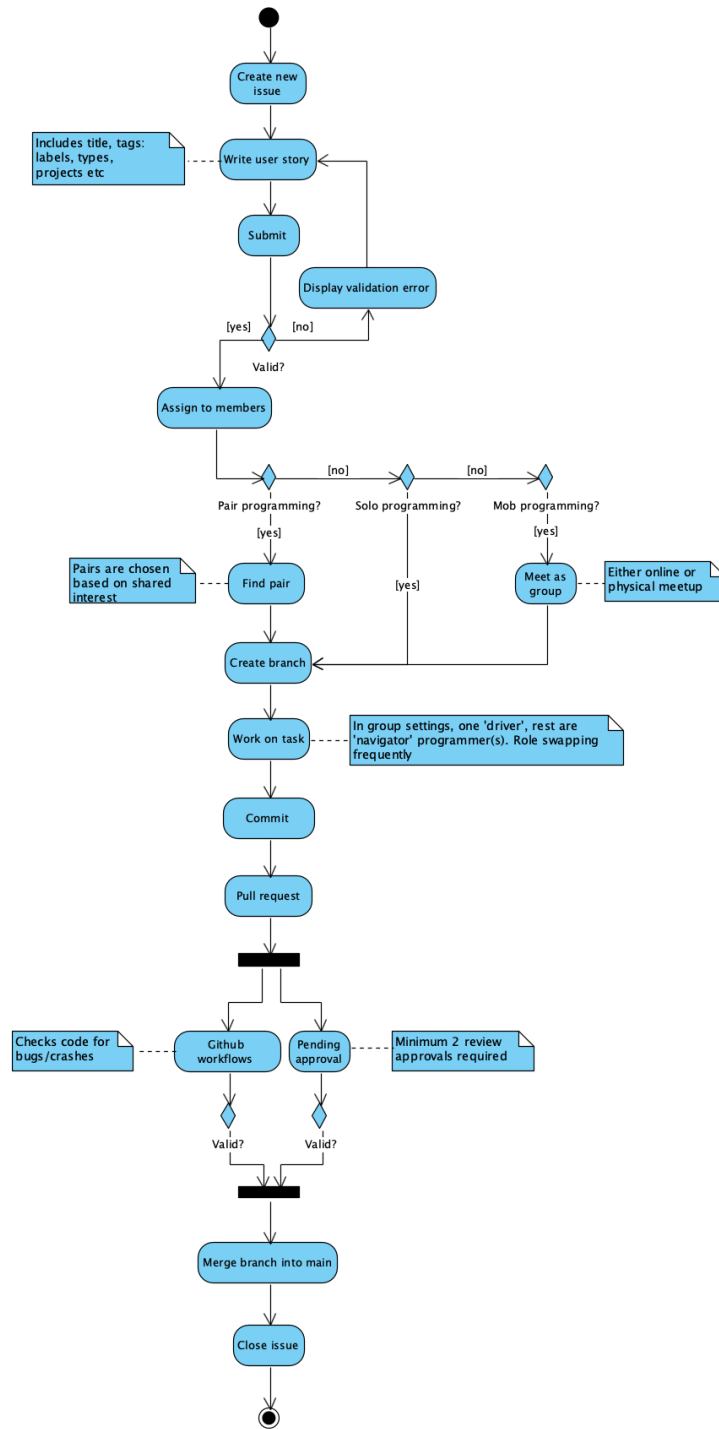 Create new
issue
Includes title, tags:
labels, types,
projects etc
Write user story
Submit
Display validation error
[yes]
[no]
Valid?
Assign to members
[no]
[no]
Pair programming?
Solo programming?
Mob programming?
[yes]
[yes]
Pairs are chosen
based on shared
interest
Find pair
[yes]
Meet as
group
Either online or
physical meetup
Create branch
Work on task
In group settings, one 'driver', rest are
'navigator' programmer(s). Role swapping
frequently
Commit
Pull request
Checks code for
bugs/crashes
Github
workflows
Pending
approval
Minimum 2 review
approvals required
Valid?
Valid?
Merge branch into main
Close issue